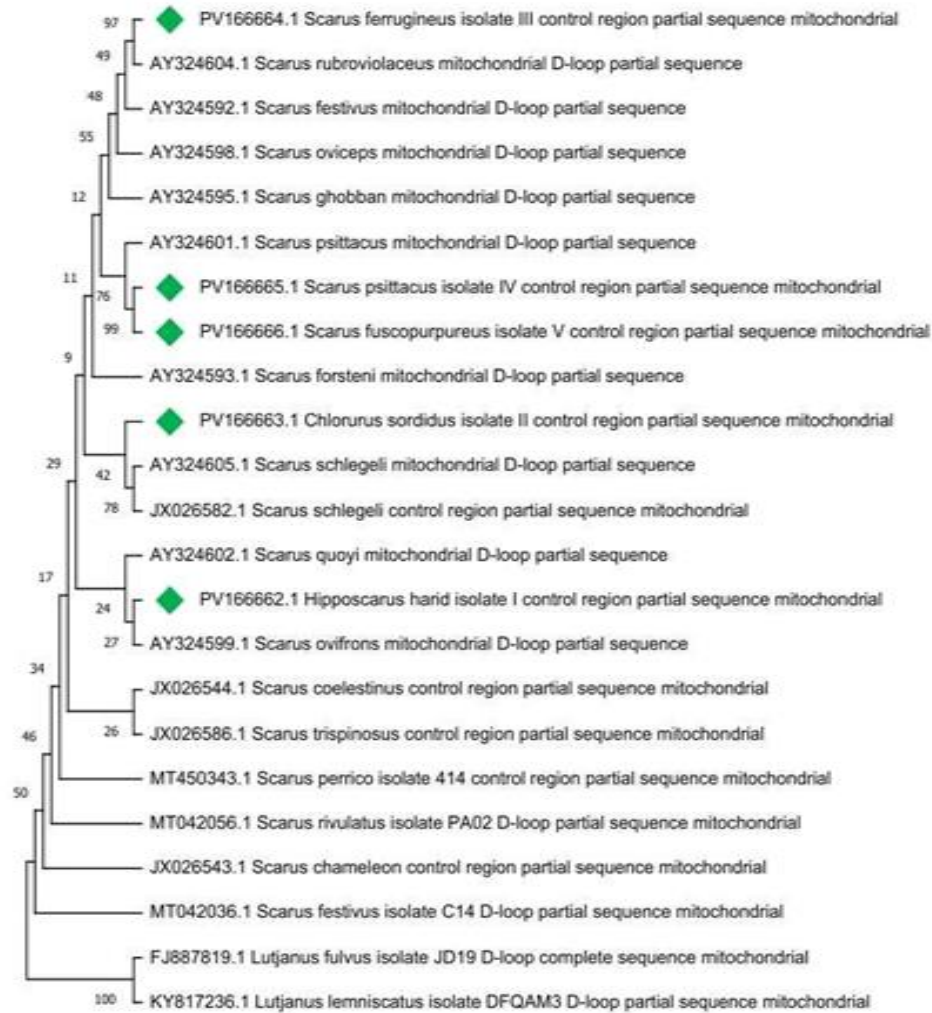 97
PV166664.1 Scarus ferrugineus isolate III control region partial sequence mitochondrial
49
AY324604.1 Scarus rubroviolaceus mitochondrial D-loop partial sequence
48
AY324592.1 Scarus festivus mitochondrial D-loop partial sequence
55
AY324598.1 Scarus oviceps mitochondrial D-loop partial sequence
12
AY324595.1 Scarus ghobban mitochondrial D-loop partial sequence
AY324601.1 Scarus psittacus mitochondrial D-loop partial sequence
11
76
PV166665.1 Scarus psittacus isolate IV control region partial sequence mitochondrial
99
PV166666.1 Scarus fuscopurpureus isolate V control region partial sequence mitochondrial
9
AY324593.1 Scarus forsteni mitochondrial D-loop partial sequence
PV166663.1 Chlorurus sordidus isolate II control region partial sequence mitochondrial
29
42
AY324605.1 Scarus schlegeli mitochondrial D-loop partial sequence
78
JX026582.1 Scarus schlegeli control region partial sequence mitochondrial
AY324602.1 Scarus quoyi mitochondrial D-loop partial sequence
17
24
PV166662.1 Hipposcarus harid isolate I control region partial sequence mitochondrial
27
AY324599.1 Scarus ovifrons mitochondrial D-loop partial sequence
34
JX026544.1 Scarus coelestinus control region partial sequence mitochondrial
46
26
JX026586.1 Scarus trispinosus control region partial sequence mitochondrial
MT450343.1 Scarus perrico isolate 414 control region partial sequence mitochondrial
50
MT042056.1 Scarus rivulatus isolate PA02 D-loop partial sequence mitochondrial
JX026543.1 Scarus chameleon control region partial sequence mitochondrial
MT042036.1 Scarus festivus isolate C14 D-loop partial sequence mitochondrial
FJ887819.1 Lutjanus fulvus isolate JD19 D-loop complete sequence mitochondrial
100
KY817236.1 Lutjanus lemniscatus isolate DFQAM3 D-loop partial sequence mitochondrial